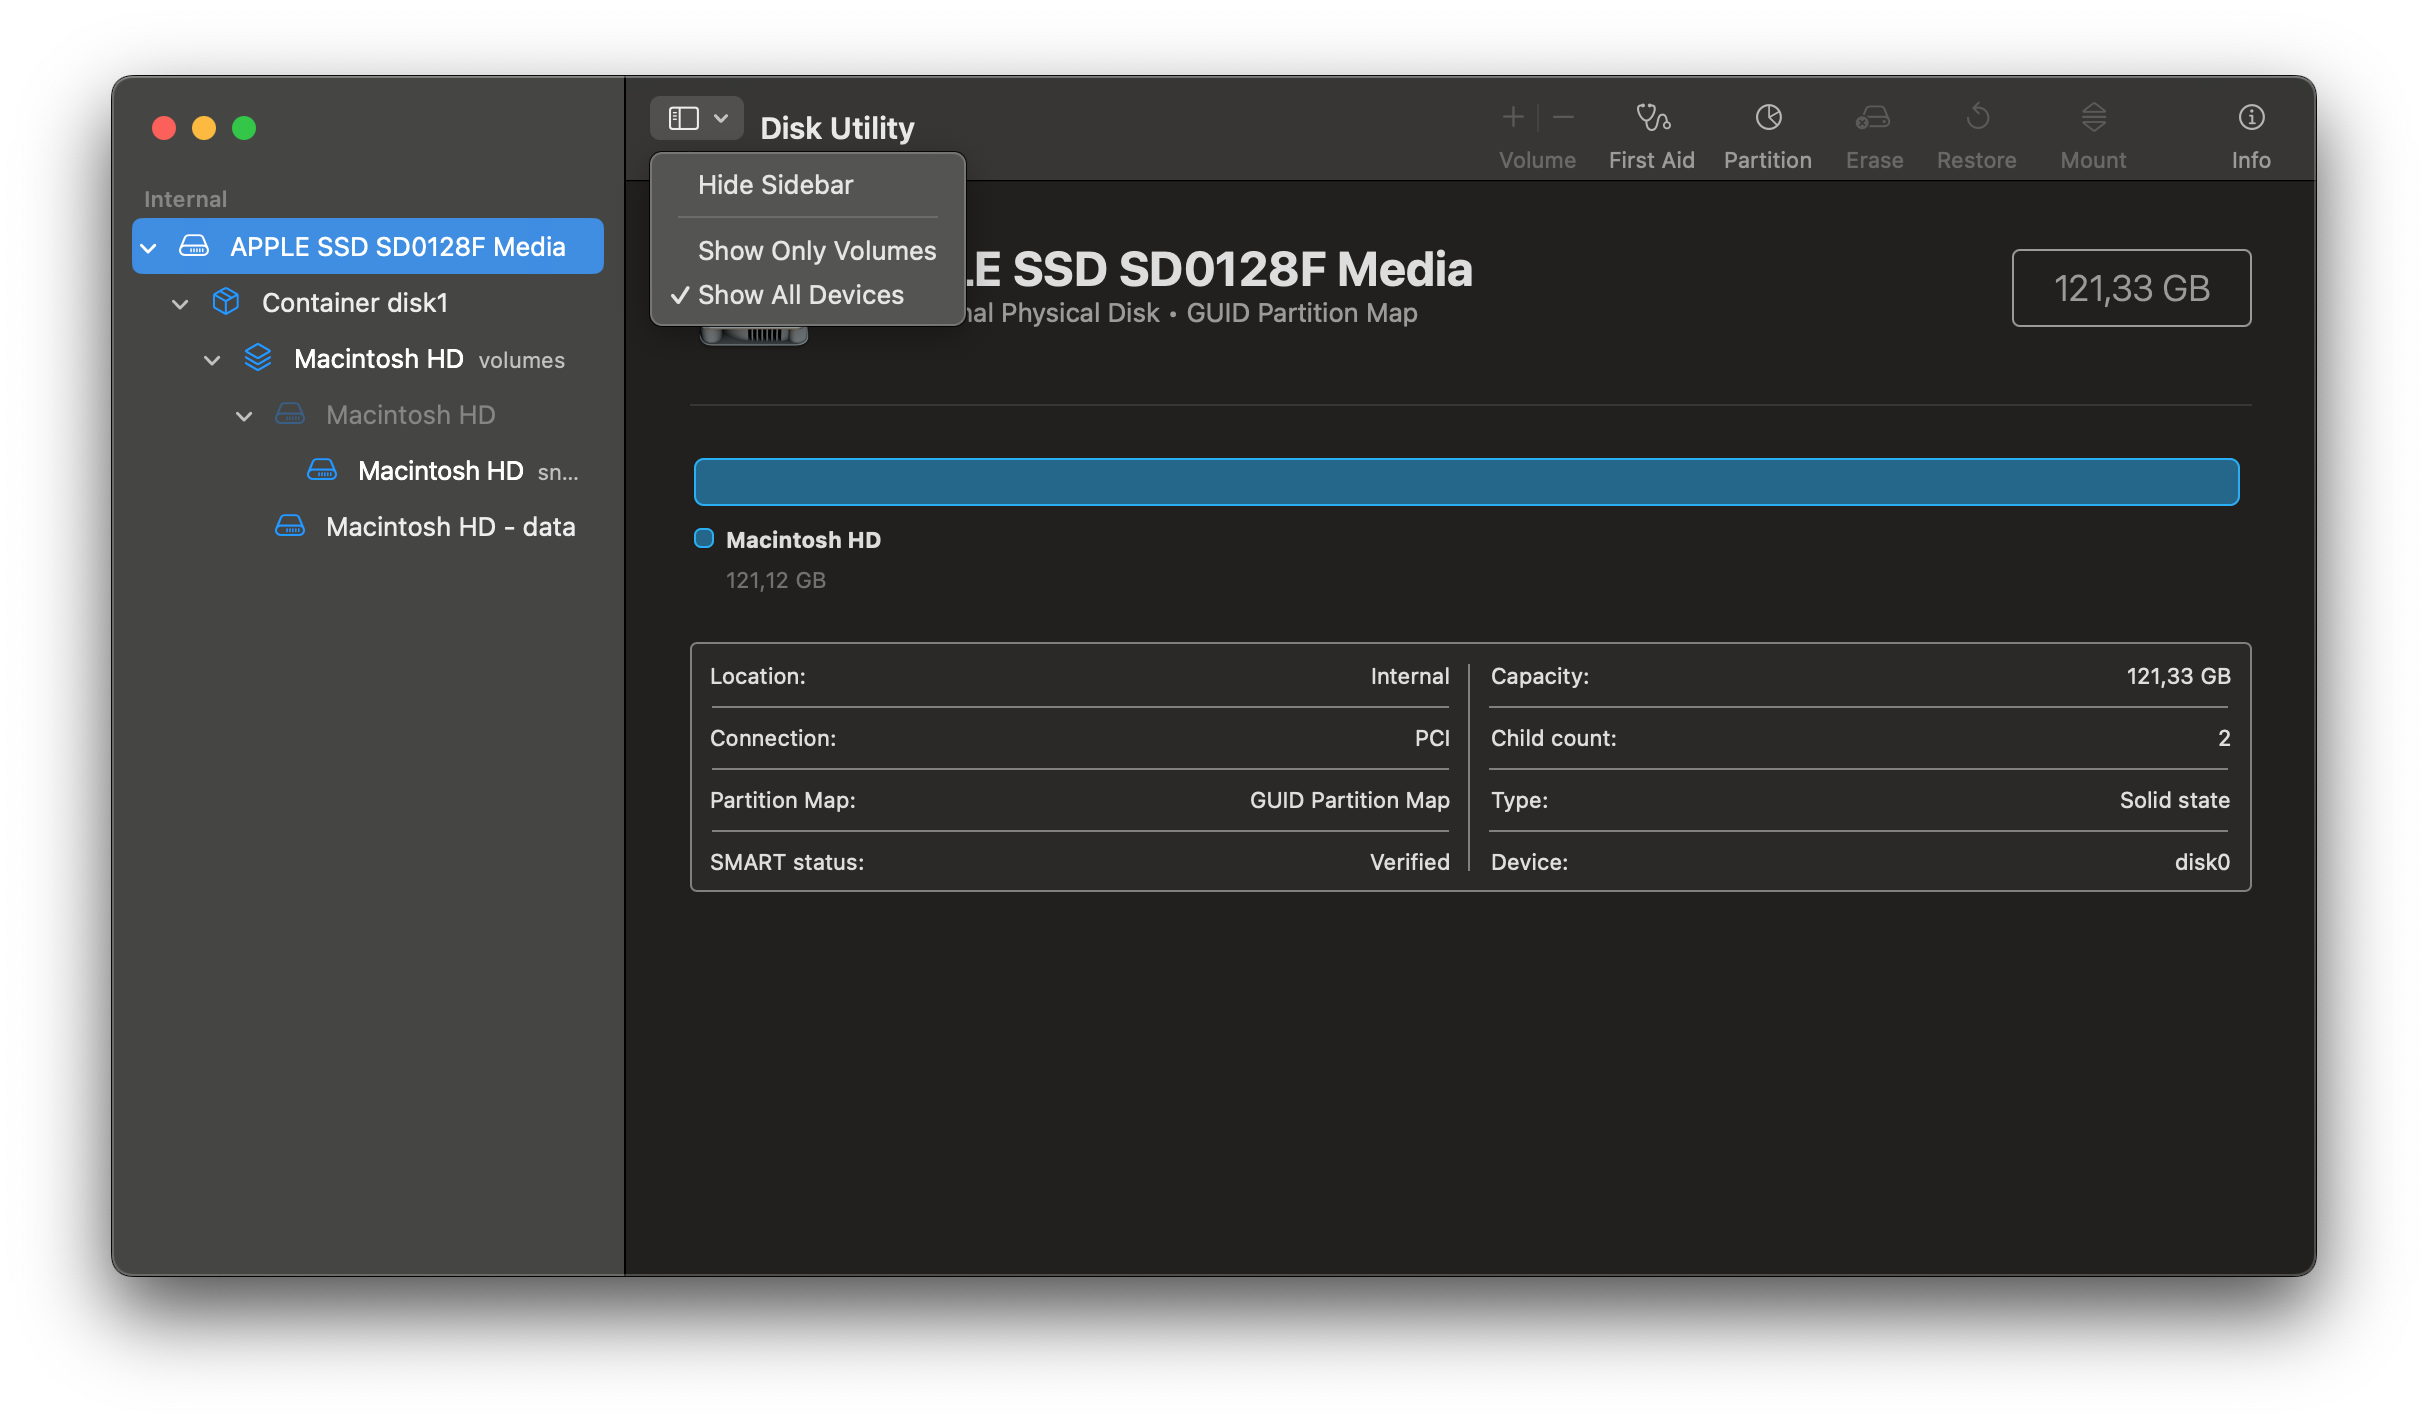 Disk Utility
Volume
First Aid
Partition
Erase
Restore
Mount
Info
Hide Sidebar
Show Only Volumes
✓ Show All Devices
Internal
APPLE SSD SD0128F Media
Container disk1
Macintosh HD volumes
Macintosh HD
Macintosh HD sn...
Macintosh HD - data
SSD SD0128F Media
Physical Disk • GUID Partition Map
121,33 GB
Macintosh HD
121,12 GB
Location: Internal
Connection: PCI
Partition Map: GUID Partition Map
SMART status: Verified
Capacity: 121,33 GB
Child count: 2
Type: Solid state
Device: disk0